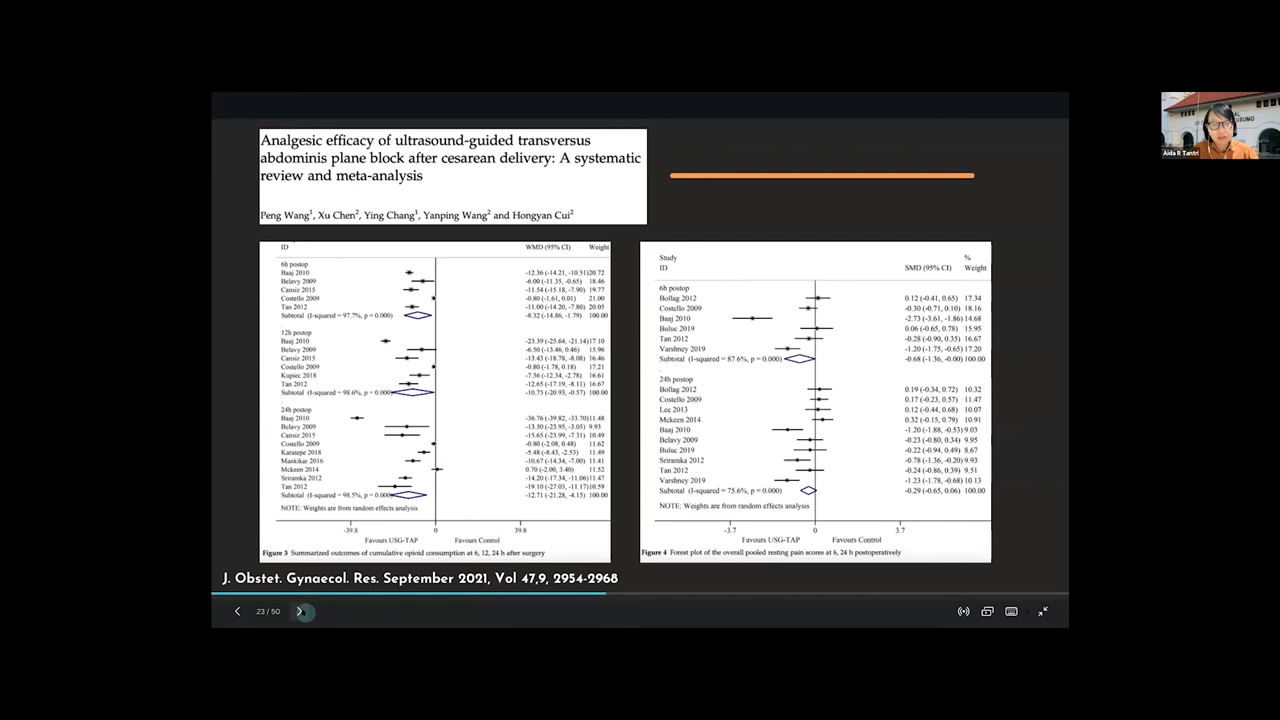 Analgesic efficacy of ultrasound-guided transversus
abdominis plane block after cesarean delivery: A systematic
review and meta-analysis
Peng Wang1, Xu Chen2, Ying Chang1, Yanping Wang2 and Hongyan Cui2
ID WMD (95% CI) Weight
6h postop
Baaj 2010 -12.36 (-14.21, -10.51)20.72
Belavy 2009 -6.00 (-11.35, -0.65) 18.46
Cansiz 2015 -11.54 (-15.18, -7.90) 19.77
Costello 2009 -0.80 (-1.61, 0.01) 21.00
Tan 2012 -11.00 (-14.20, -7.80) 20.05
Subtotal (I-squared = 97.7%, p = 0.000) -8.32 (-14.86, -1.79) 100.00
12h postop
Baaj 2010 -23.39 (-25.64, -21.14)17.10
Belavy 2009 -6.50 (-13.46, 0.46) 15.96
Cansiz 2015 -13.43 (-18.78, -8.08) 16.46
Costello 2009 -0.80 (-1.78, 0.18) 17.21
Kupiec 2018 -7.56 (-12.34, -2.78) 16.61
Tan 2012 -12.65 (-17.19, -8.11) 16.67
Subtotal (I-squared = 98.6%, p = 0.000) -10.75 (-20.93, -0.57) 100.00
24h postop
Baaj 2010 -36.76 (-39.82, -33.70)11.48
Belavy 2009 -13.50 (-23.95, -3.05) 9.93
Cansiz 2015 -15.65 (-23.99, -7.31) 10.49
Costello 2009 -0.80 (-2.08, 0.48) 11.62
Karatepe 2018 -5.48 (-8.43, -2.53) 11.49
Mankikar 2016 -10.67 (-14.34, -7.00) 11.41
Mckeen 2014 0.70 (-2.00, 3.40) 11.52
Sriramka 2012 -14.20 (-17.34, -11.06)11.47
Tan 2012 -19.10 (-27.03, -11.17)10.59
Subtotal (I-squared = 98.5%, p = 0.000) -12.71 (-21.28, -4.15) 100.00
NOTE: Weights are from random effects analysis
-39.8 0 39.8
Favours USG-TAP Favours Control
Figure 3 Summarized outcomes of cumulative opioid consumption at 6, 12, 24 h after surgery
Study %
ID SMD (95% CI) Weight
6h postop
Bollag 2012 0.12 (-0.41, 0.65) 17.34
Costello 2009 -0.30 (-0.71, 0.10) 18.16
Baaj 2010 -2.73 (-3.61, -1.86) 14.68
Buluc 2019 0.06 (-0.65, 0.78) 15.95
Tan 2012 -0.28 (-0.90, 0.35) 16.67
Varshney 2019 -1.20 (-1.75, -0.65) 17.20
Subtotal (I-squared = 87.6%, p = 0.000) -0.68 (-1.36, -0.00) 100.00
24h postop
Bollag 2012 0.19 (-0.34, 0.72) 10.32
Costello 2009 0.17 (-0.23, 0.57) 11.47
Lee 2013 0.12 (-0.44, 0.68) 10.07
Mckeen 2014 0.32 (-0.15, 0.79) 10.91
Baaj 2010 -1.20 (-1.88, -0.53) 9.03
Belavy 2009 -0.23 (-0.80, 0.34) 9.95
Buluc 2019 -0.22 (-0.94, 0.49) 8.67
Sriramka 2012 -0.78 (-1.36, -0.20) 9.93
Tan 2012 -0.24 (-0.86, 0.39) 9.51
Varshney 2019 -1.23 (-1.78, -0.68) 10.13
Subtotal (I-squared = 75.6%, p = 0.000) -0.29 (-0.65, 0.06) 100.00
NOTE: Weights are from random effects analysis
-3.7 0 3.7
Favours USG-TAP Favours Control
Figure 4 Forest plot of the overall pooled resting pain scores at 6, 24 h postoperatively
J. Obstet. Gynaecol. Res. September 2021, Vol 47,9, 2954-2968
23 / 50
Aida R Tantri